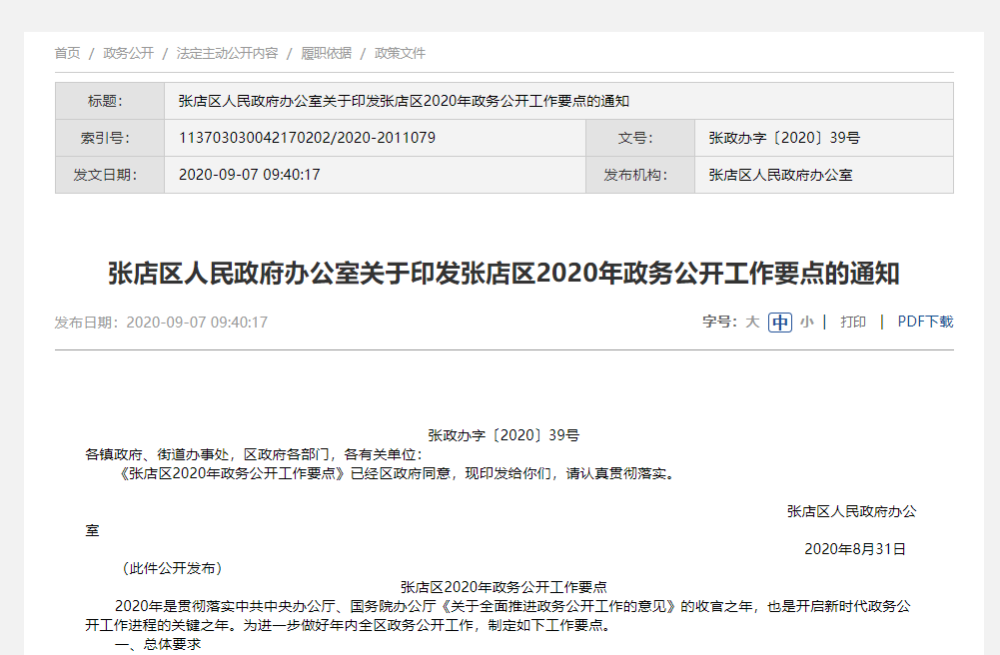 首页 / 政务公开 / 法定主动公开内容 / 履职依据 / 政策文件
标题: 张店区人民政府办公室关于印发张店区2020年政务公开工作要点的通知
索引号: 113703030042170202/2020-2011079 文号: 张政办字〔2020〕39号
发文日期: 2020-09-07 09:40:17 发布机构: 张店区人民政府办公室
张店区人民政府办公室关于印发张店区2020年政务公开工作要点的通知
发布日期: 2020-09-07 09:40:17 字号: 大 中 小 | 打印 | PDF下载
张政办字〔2020〕39号
各镇政府、街道办事处，区政府各部门，各有关单位：
《张店区2020年政务公开工作要点》已经区政府同意，现印发给你们，请认真贯彻落实。
张店区人民政府办公
室
2020年8月31日
（此件公开发布）
张店区2020年政务公开工作要点
2020年是贯彻落实中共中央办公厅、国务院办公厅《关于全面推进政务公开工作的意见》的收官之年，也是开启新时代政务公
开工作进程的关键之年。为进一步做好年内全区政务公开工作，制定如下工作要点。
一、总体要求